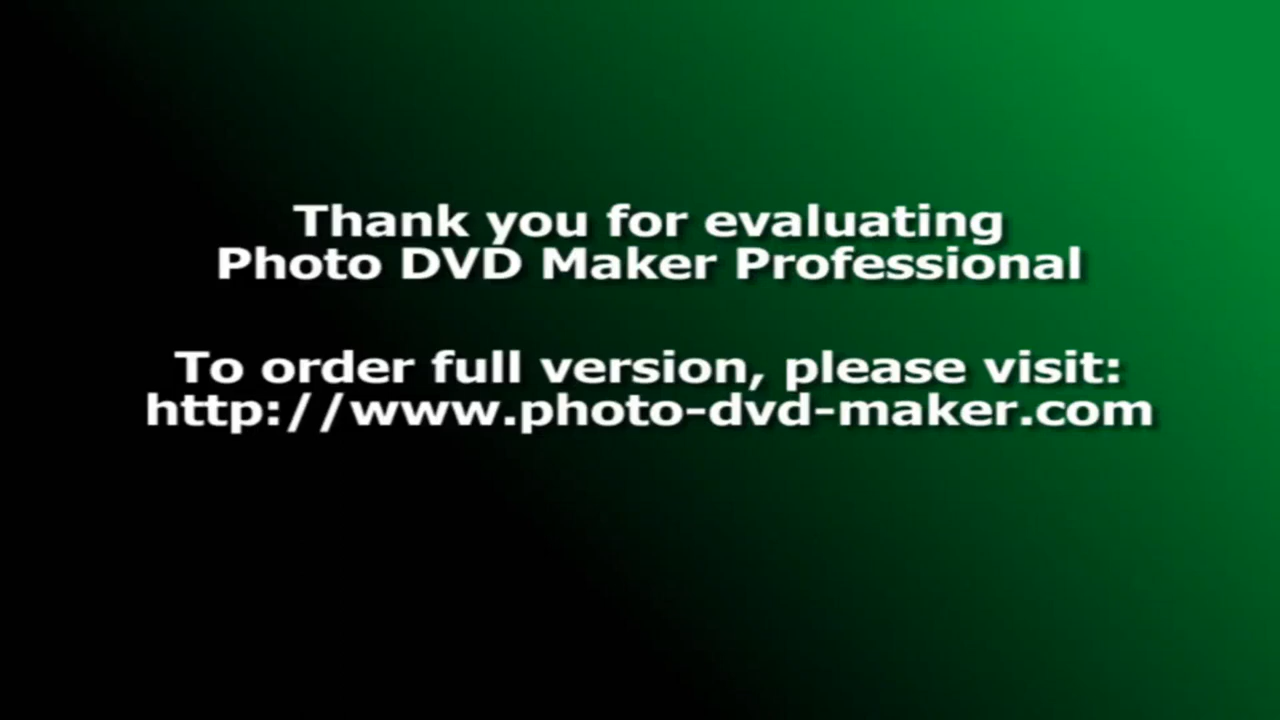 Thank you for evaluating
Photo DVD Maker Professional
To order full version, please visit:
http://www.photo-dvd-maker.com